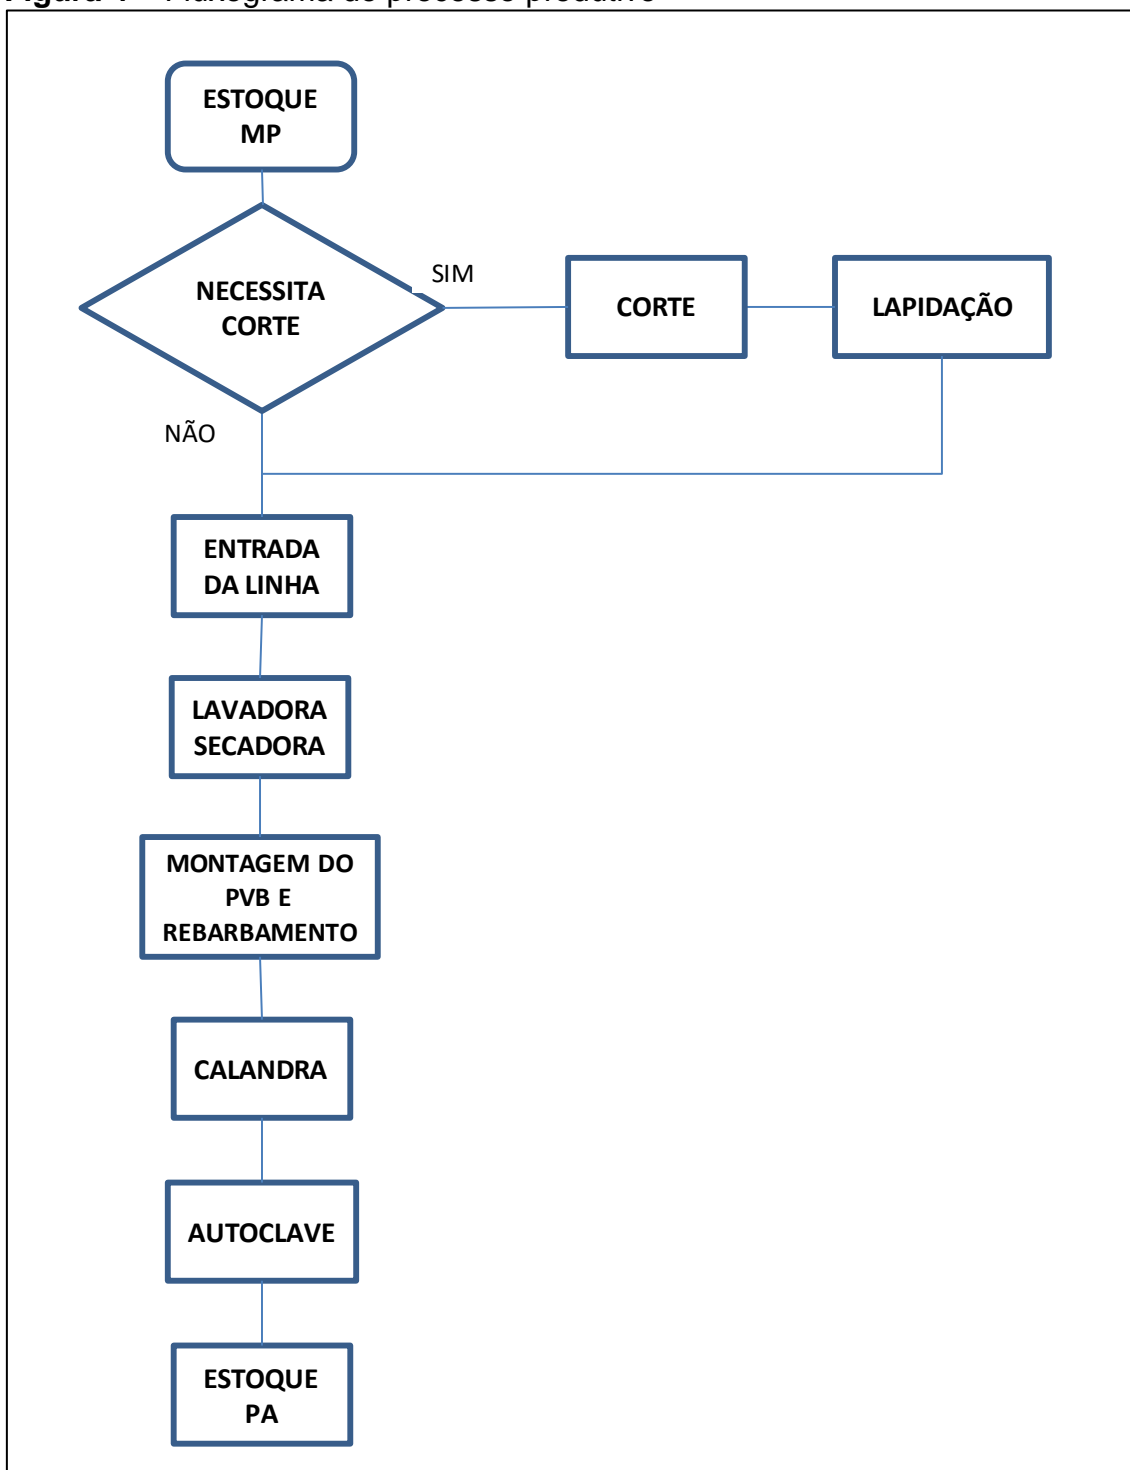 ESTOQUE
MP
NECESSITA
CORTE
SIM
CORTE
LAPIDAÇÃO
NÃO
ENTRADA
DA LINHA
LAVADORA
SECADORA
MONTAGEM DO
PVB E
REBARBAMENTO
CALANDRA
AUTOCLAVE
ESTOQUE
PA